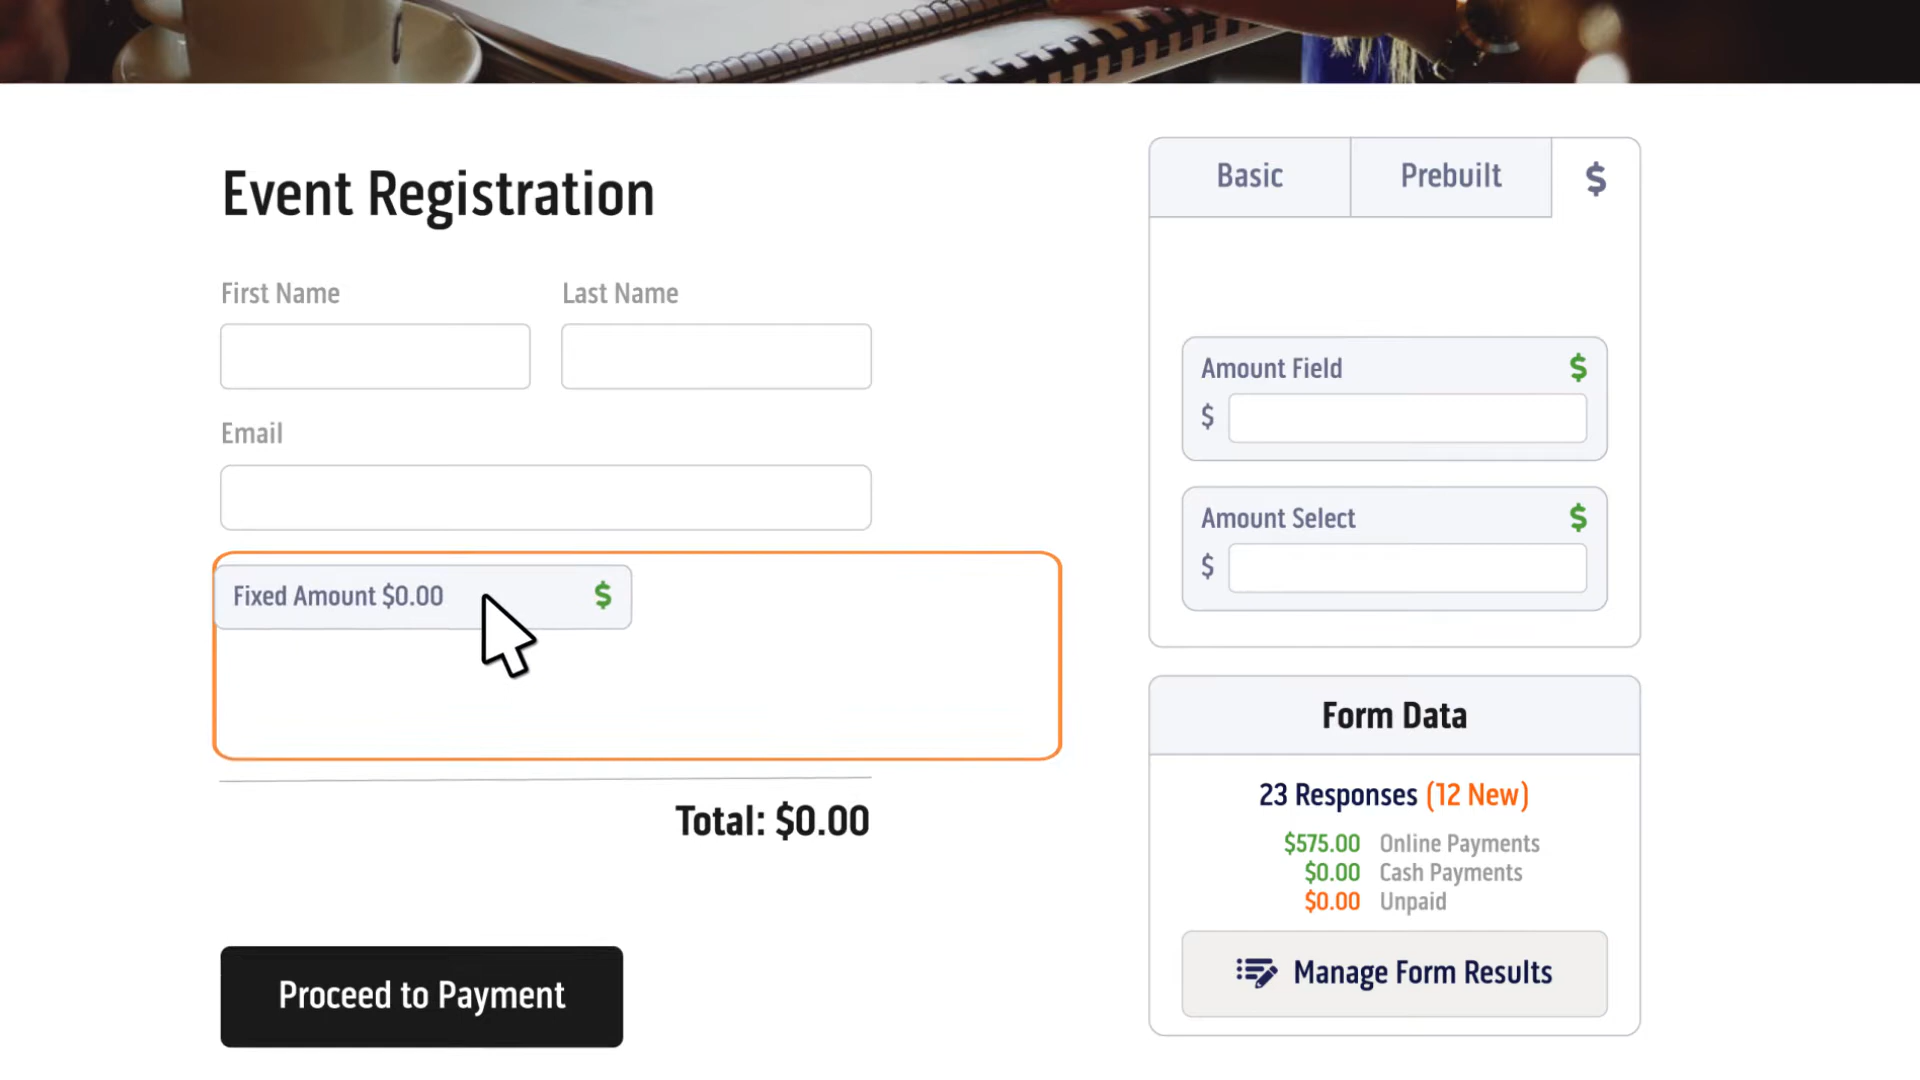 Event Registration
First Name
Last Name
Email
Fixed Amount $0.00 $
Total: $0.00
Proceed to Payment
Basic
Prebuilt
$
Amount Field $
$
Amount Select $
$
Form Data
23 Responses (12 New)
$575.00 Online Payments
$0.00 Cash Payments
$0.00 Unpaid
Manage Form Results